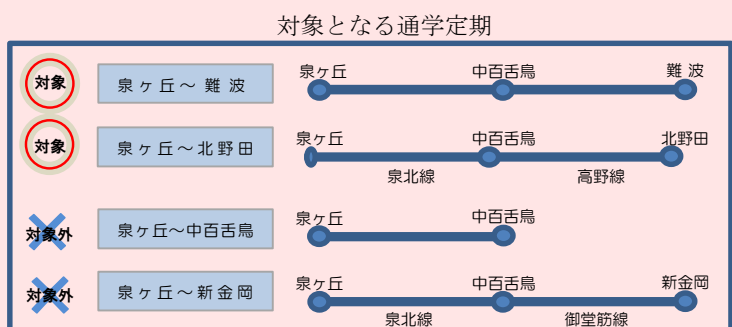 対象となる通学定期
対象 泉ヶ丘～難波 泉ヶ丘 中百舌鳥 難波
対象 泉ヶ丘～北野田 泉ヶ丘 中百舌鳥 北野田
泉北線 高野線
対象外 泉ヶ丘～中百舌鳥 泉ヶ丘 中百舌鳥
対象外 泉ヶ丘～新金岡 泉ヶ丘 中百舌鳥 新金岡
泉北線 御堂筋線